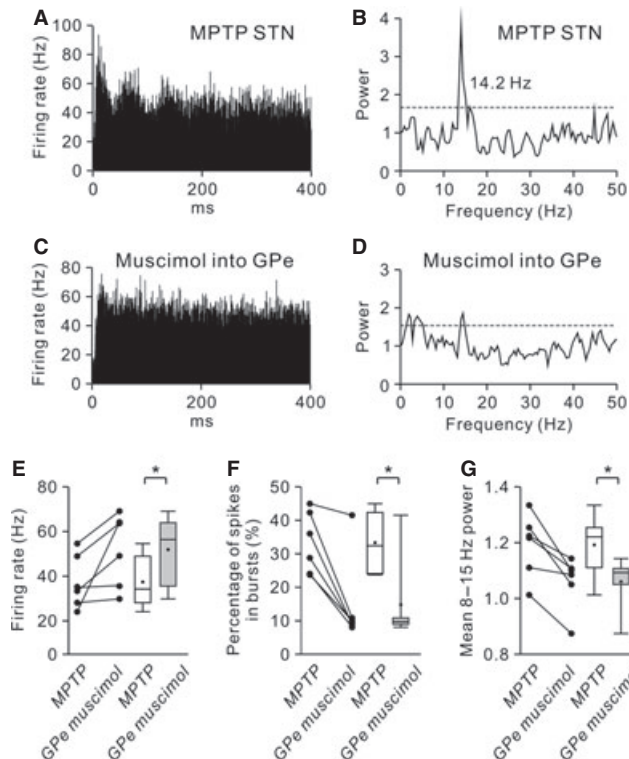 A
MPTP STN
Firing rate (Hz)
100
80
60
40
20
0
0
200
400
ms
B
MPTP STN
Power
4
3
2
1
0
14.2 Hz
0
10
20
30
40
50
Frequency (Hz)
C
Muscimol into GPe
Firing rate (Hz)
80
60
40
20
0
0
200
400
ms
D
Muscimol into GPe
Power
3
2
1
0
0
10
20
30
40
50
Frequency (Hz)
E
Firing rate (Hz)
80
60
40
20
0
*
MPTP
GPe muscimol
MPTP
GPe muscimol
F
Percentage of spikes
in bursts (%)
50
40
30
20
10
0
*
MPTP
GPe muscimol
MPTP
GPe muscimol
G
Mean 8–15 Hz power
1.4
1.2
1.0
0.8
*
MPTP
GPe muscimol
MPTP
GPe muscimol